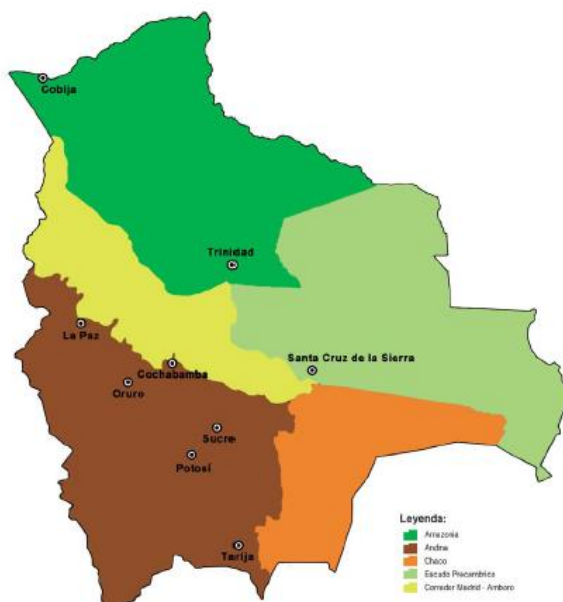 Cobija
Trinidad
La Paz
Santa Cruz de la Sierra
Cochabamba
Oruro
Sucre
Potosí
Tarija
Leyenda:
Amazonia
Andina
Chaco
Escudo Precambrico
Corredor Madrid - Amboro